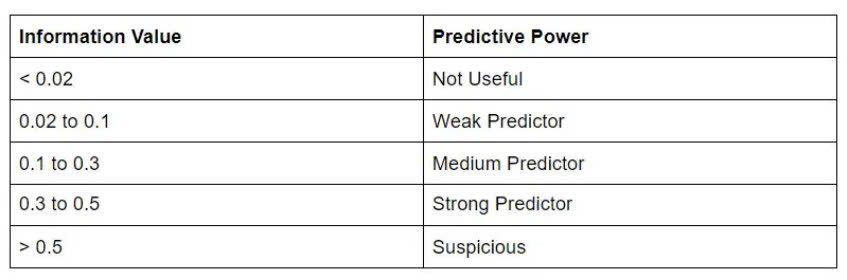 Information Value Predictive Power
< 0.02 Not Useful
0.02 to 0.1 Weak Predictor
0.1 to 0.3 Medium Predictor
0.3 to 0.5 Strong Predictor
> 0.5 Suspicious